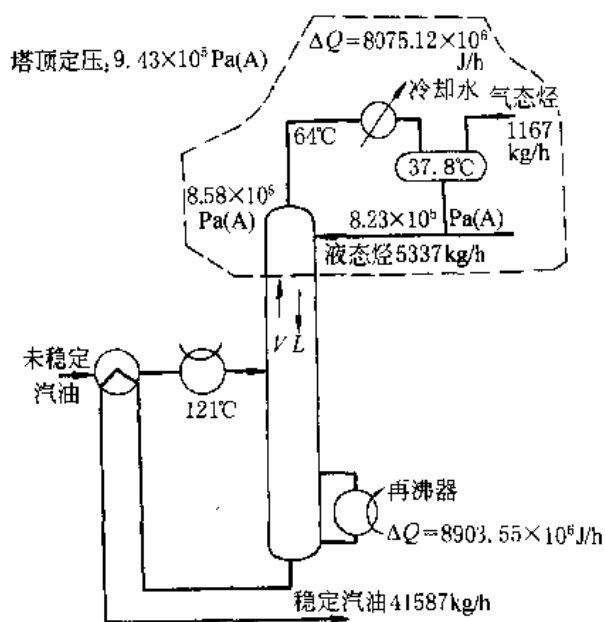 塔顶定压:9.43×10⁵Pa(A)
ΔQ=8075.12×10⁶
J/h
冷却水
气态烃
1167
kg/h
64℃
37.8℃
8.58×10⁵
Pa(A)
8.23×10⁵ Pa(A)
液态烃5337kg/h
V L
未稳定
汽油
121℃
再沸器
ΔQ=8903.55×10⁶J/h
稳定汽油41587kg/h